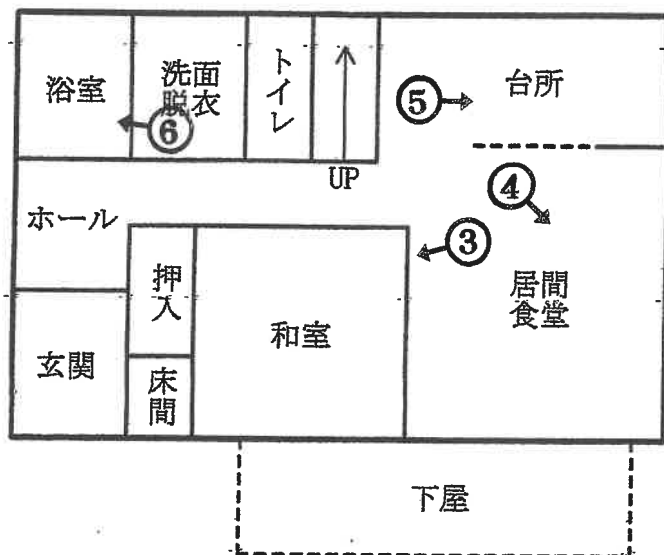 浴室
洗面
脱衣
トイレ
UP
⑤
台所
⑥
④
ホール
③
押入
和室
居間
食堂
玄関
床間
下屋